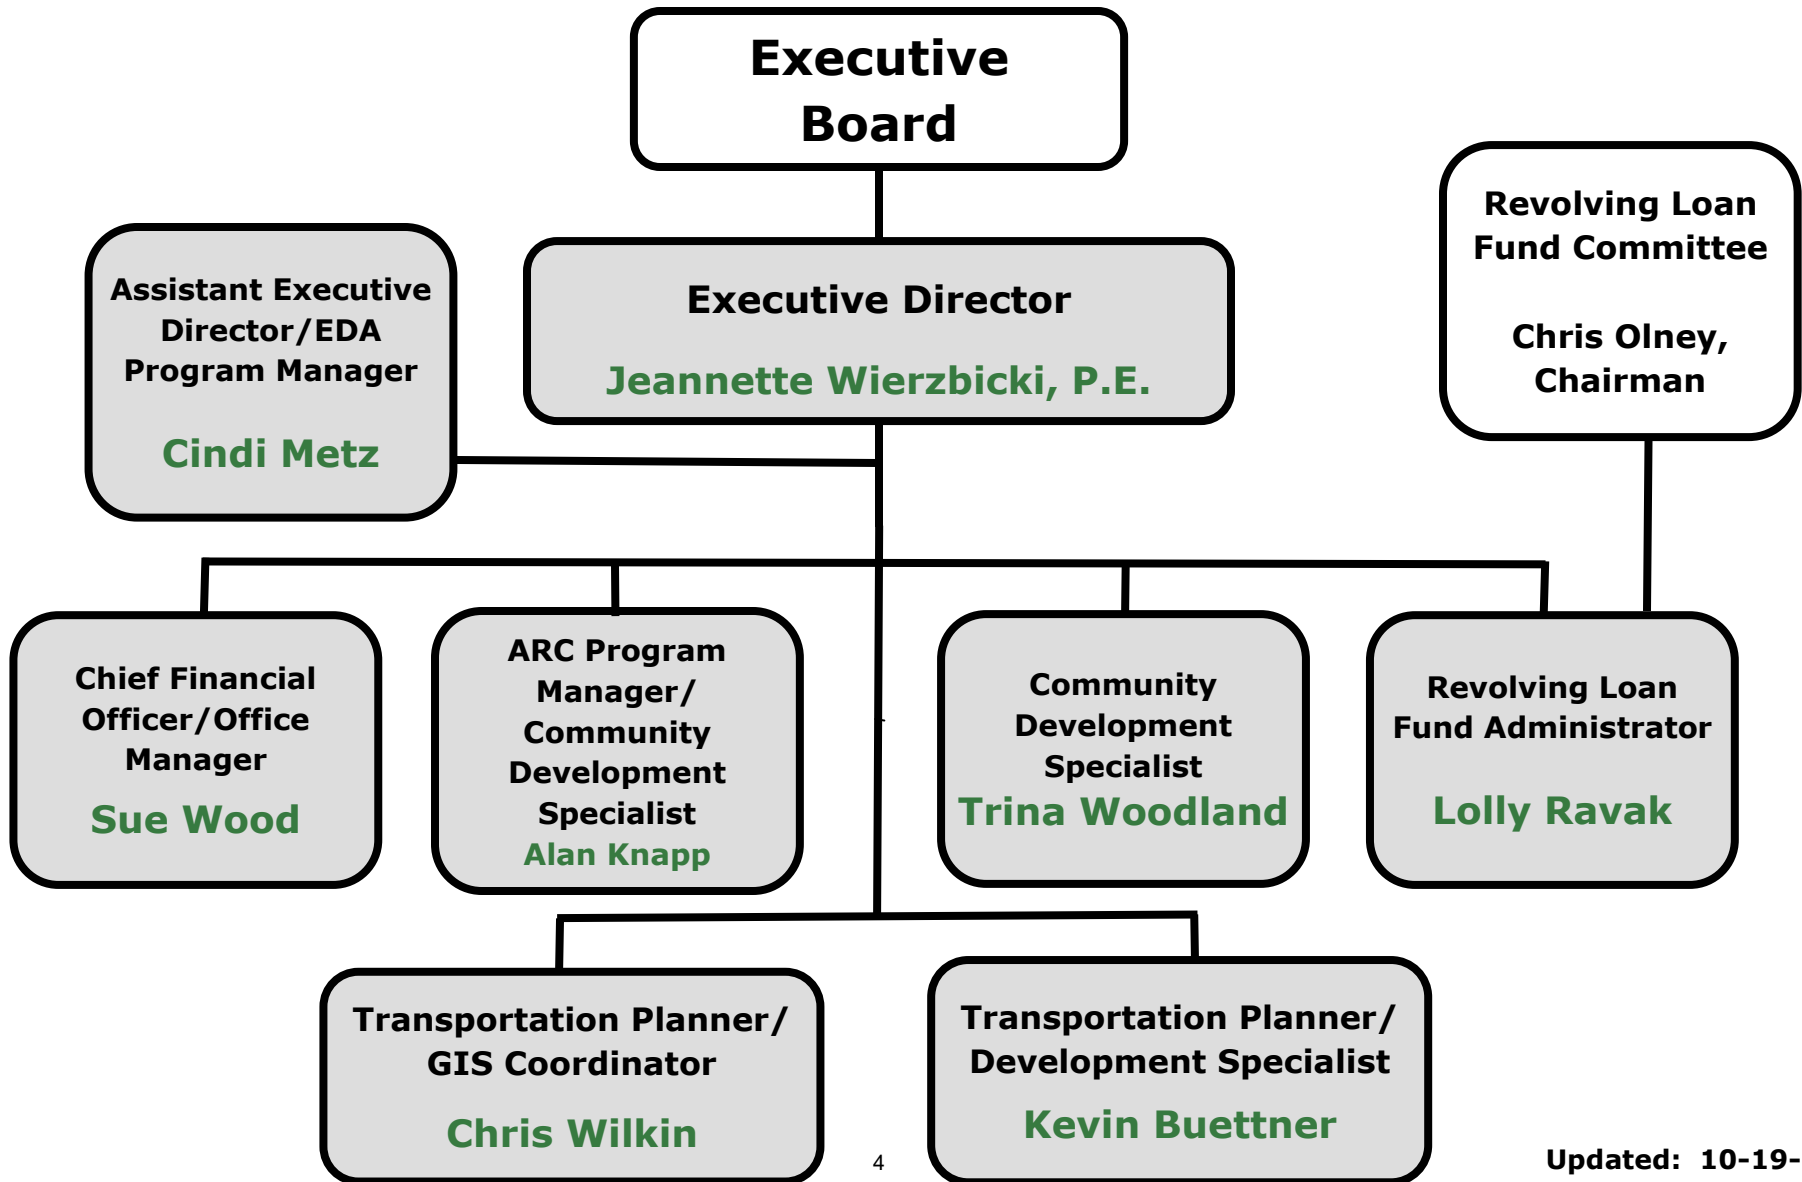 Executive
Board
Revolving Loan
Fund Committee
Chris Olney,
Chairman
Assistant Executive
Director/EDA
Program Manager
Cindi Metz
Executive Director
Jeannette Wierzbicki, P.E.
Chief Financial
Officer/Office
Manager
Sue Wood
ARC Program
Manager/
Community
Development
Specialist
Alan Knapp
Community
Development
Specialist
Trina Woodland
Revolving Loan
Fund Administrator
Lolly Ravak
Transportation Planner/
GIS Coordinator
Chris Wilkin
Transportation Planner/
Development Specialist
Kevin Buettner
4
Updated: 10-19-